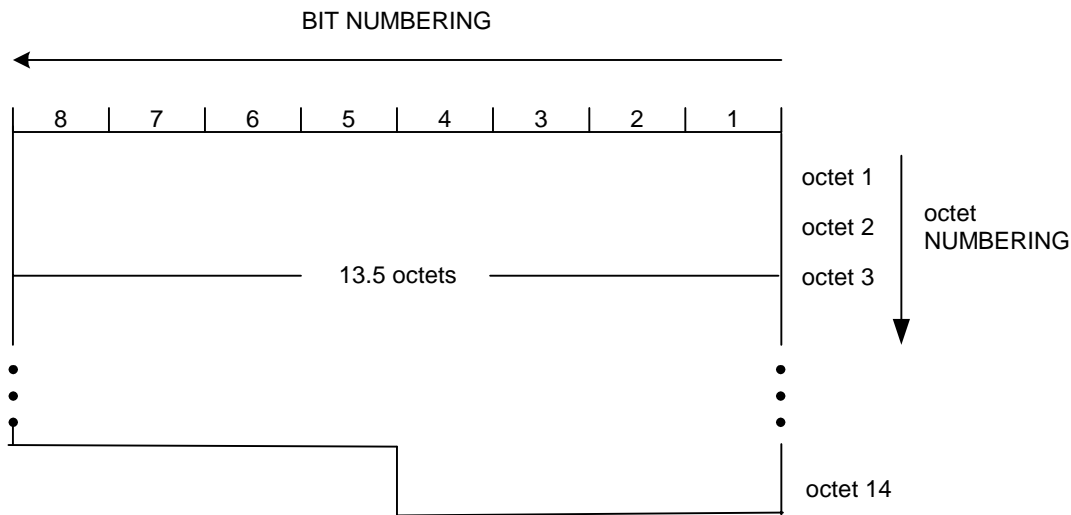 BIT NUMBERING
8 7 6 5 4 3 2 1
octet 1
octet 2
octet
NUMBERING
13.5 octets
octet 3
octet 14